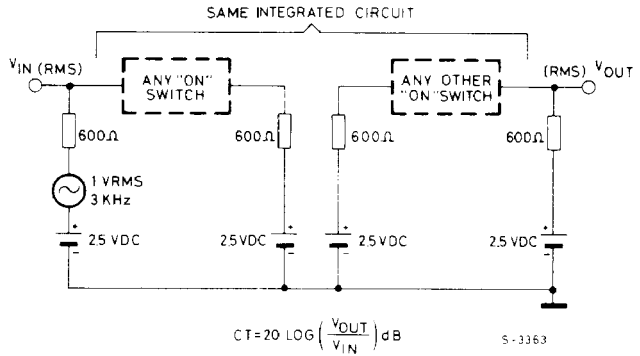 SAME INTEGRATED CIRCUIT
VIN (RMS)
ANY "ON"
SWITCH
ANY OTHER
"ON" SWITCH
(RMS) VOUT
600Ω
600Ω
600Ω
600Ω
1 VRMS
3 KHz
+
2.5 VDC
-
+
2.5 VDC
-
+
2.5 VDC
-
+
2.5 VDC
-
CT=20 LOG (VOUT/VIN) dB
S-3363